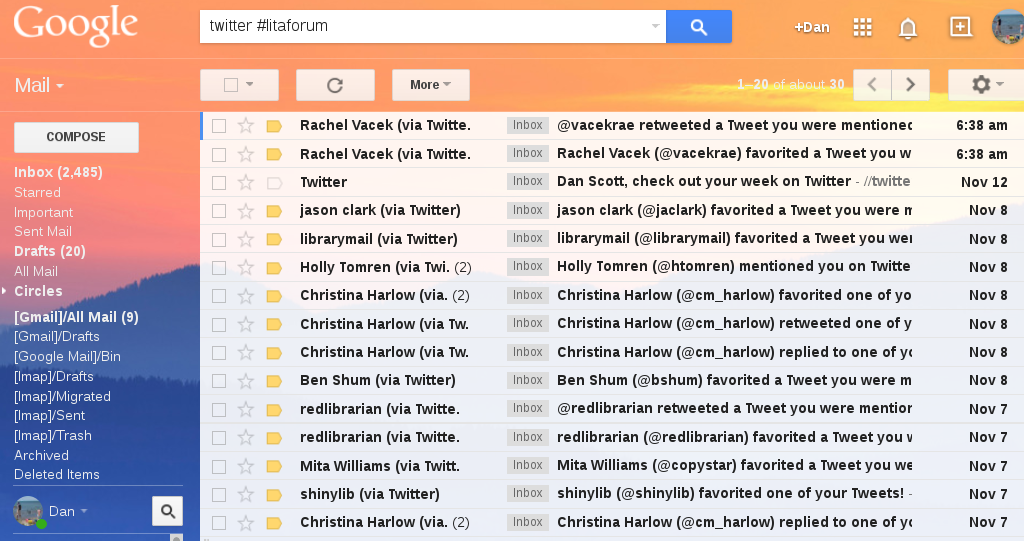 Google
twitter #litaforum
+Dan
Mail
More
1–20 of about 30
COMPOSE
Inbox (2,485)
Starred
Important
Sent Mail
Drafts (20)
All Mail
Circles
[Gmail]/All Mail (9)
[Gmail]/Drafts
[Google Mail]/Bin
[Imap]/Drafts
[Imap]/Migrated
[Imap]/Sent
[Imap]/Trash
Archived
Deleted Items
Dan
Rachel Vacek (via Twitte. Inbox @vacekrae retweeted a Tweet you were mentioned 6:38 am
Rachel Vacek (via Twitte. Inbox Rachel Vacek (@vacekrae) favorited a Tweet you w 6:38 am
Twitter Inbox Dan Scott, check out your week on Twitter - //twitte Nov 12
jason clark (via Twitter) Inbox jason clark (@jaclark) favorited a Tweet you were m Nov 8
librarymail (via Twitter) Inbox librarymail (@librarymail) favorited a Tweet you wer Nov 8
Holly Tomren (via Twi. (2) Inbox Holly Tomren (@htomren) mentioned you on Twitte Nov 8
Christina Harlow (via. (2) Inbox Christina Harlow (@cm_harlow) favorited one of yo Nov 8
Christina Harlow (via Tw. Inbox Christina Harlow (@cm_harlow) retweeted one of y Nov 8
Christina Harlow (via Tw. Inbox Christina Harlow (@cm_harlow) replied to one of yo Nov 8
Ben Shum (via Twitter) Inbox Ben Shum (@bshum) favorited a Tweet you were m Nov 8
redlibrarian (via Twitte. Inbox @redlibrarian retweeted a Tweet you were mention Nov 7
redlibrarian (via Twitte. Inbox redlibrarian (@redlibrarian) favorited a Tweet you w Nov 7
Mita Williams (via Twitt. Inbox Mita Williams (@copystar) favorited a Tweet you we Nov 7
shinylib (via Twitter) Inbox shinylib (@shinylib) favorited one of your Tweets! - Nov 7
Christina Harlow (via. (2) Inbox Christina Harlow (@cm_harlow) replied to one of yo Nov 7